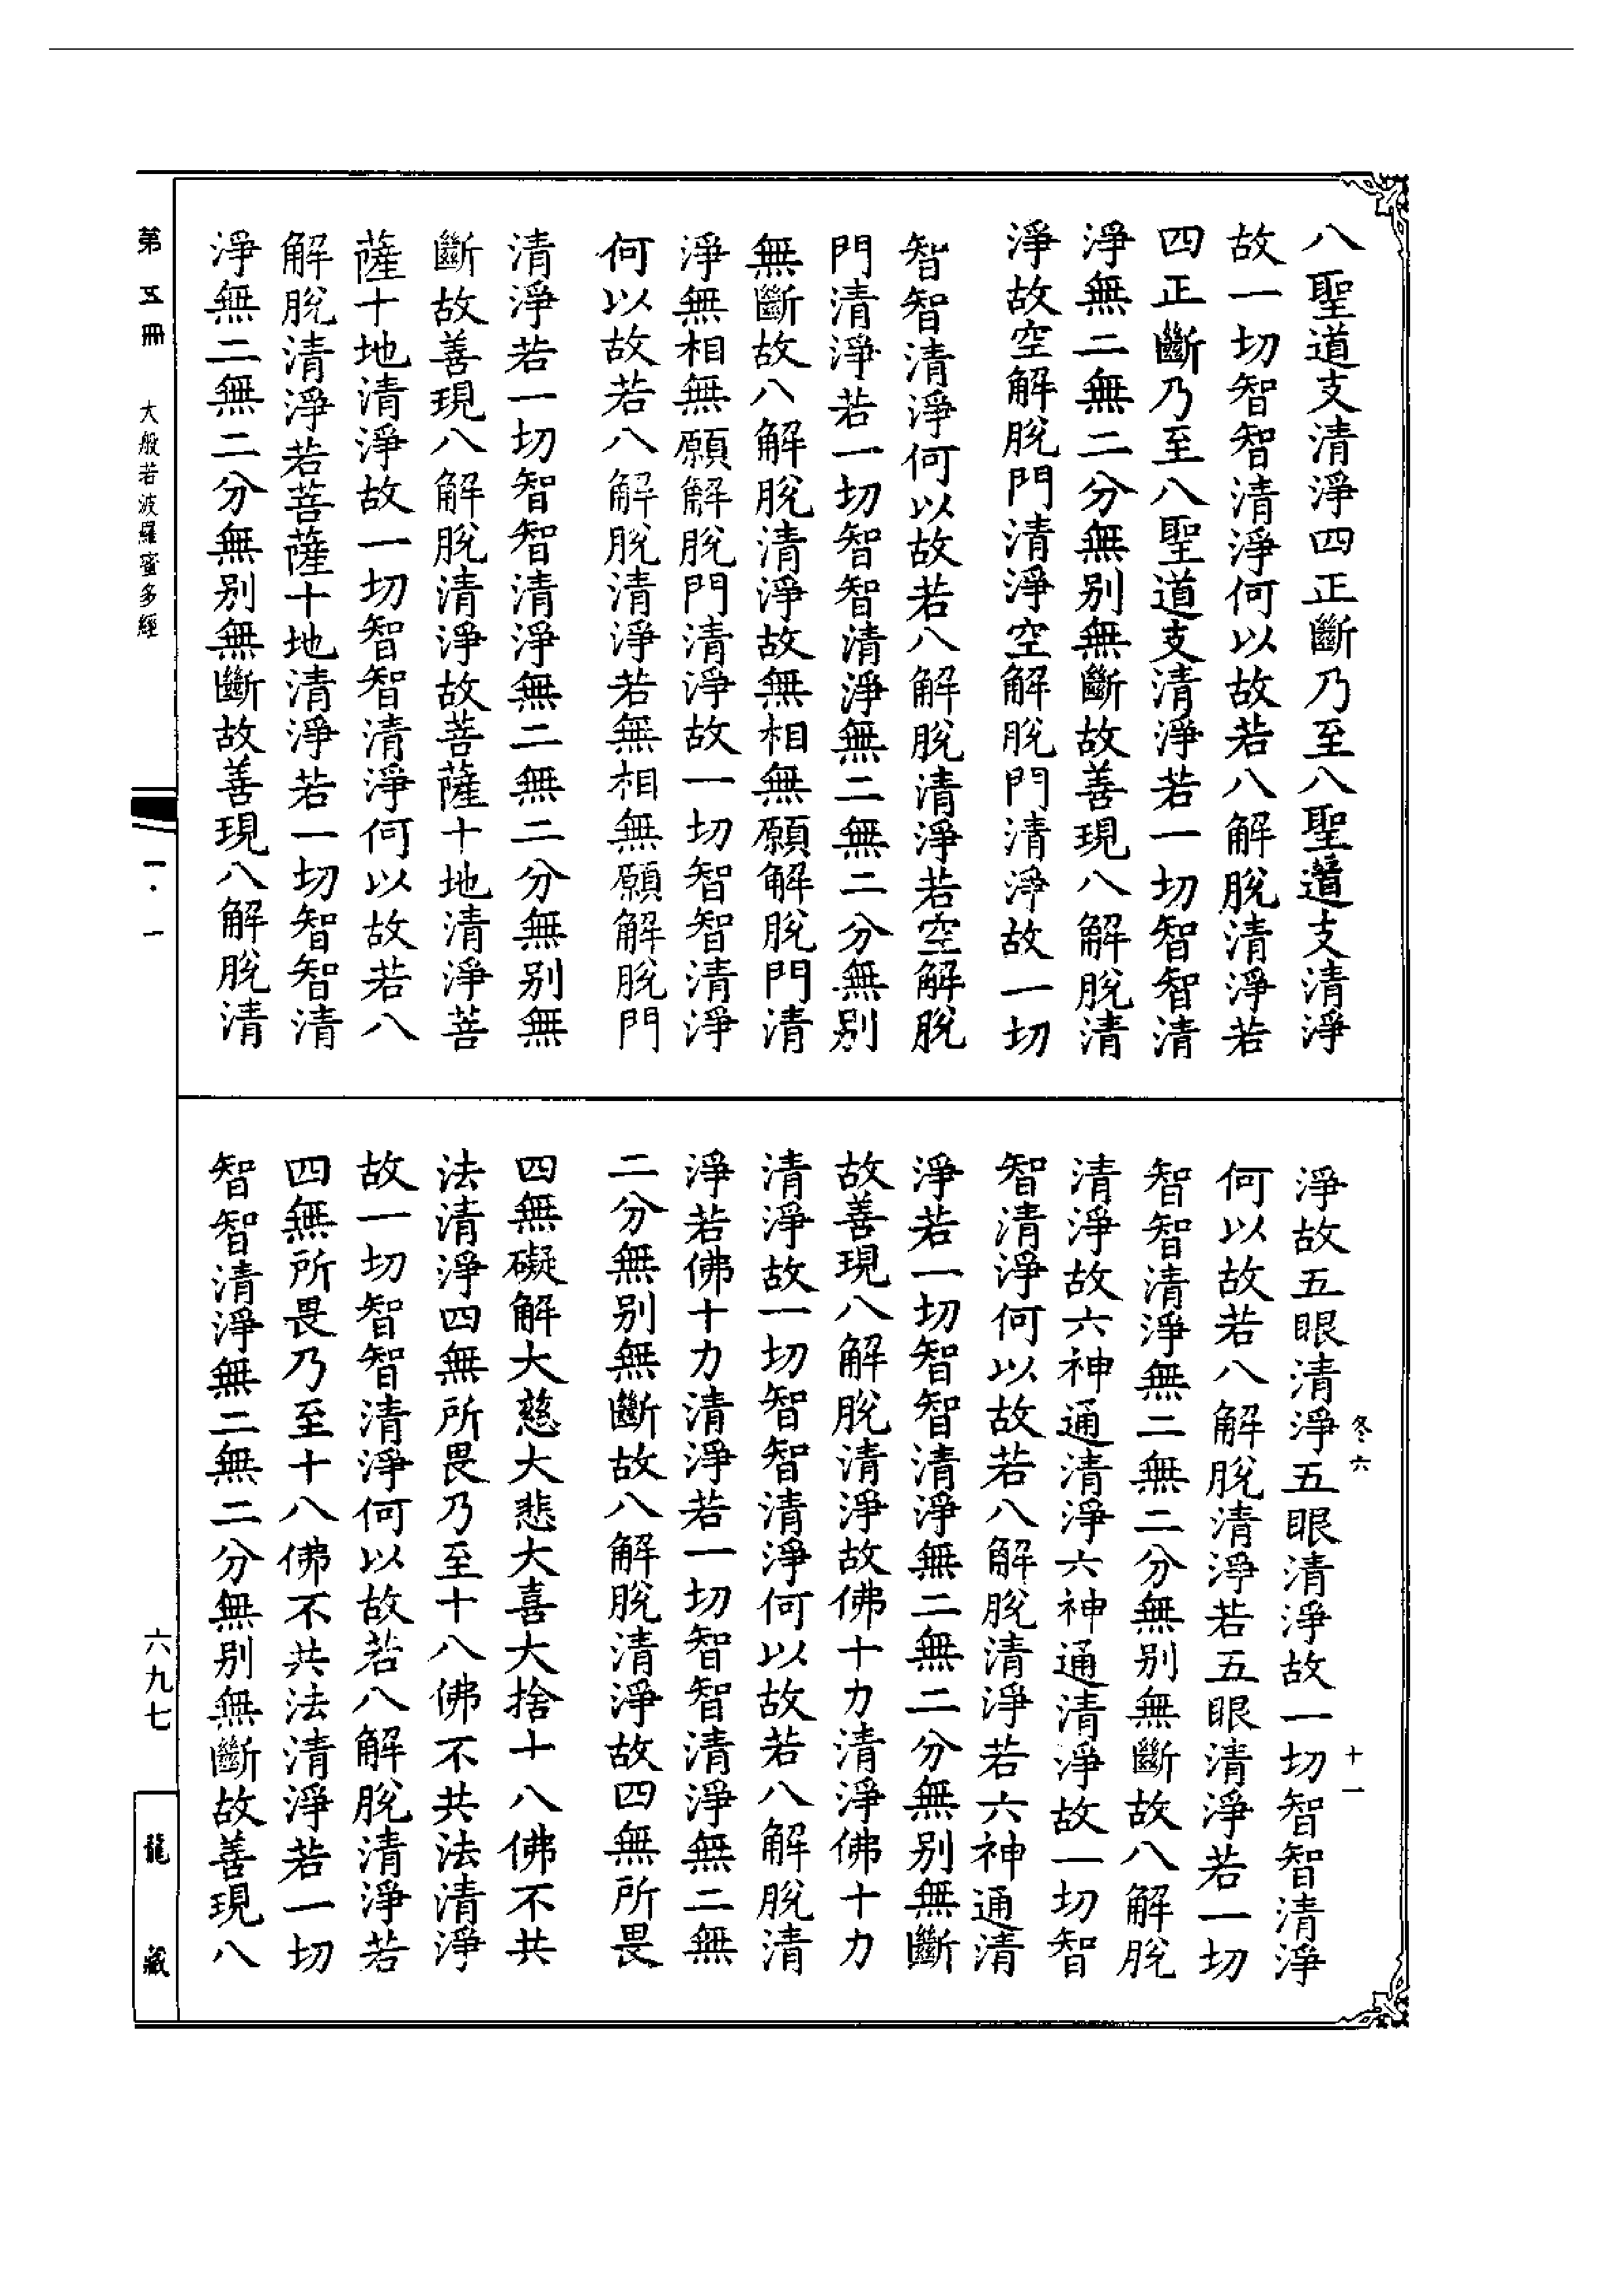 八聖道支清淨四正斷乃至八聖道支清淨
故一切智智清淨何以故若八解脫清淨若
四正斷乃至八聖道支清淨若一切智智清
淨無二無二分無別無斷故善現八解脫清
淨故空解脫門清淨空解脫門清淨故一切
智智清淨何以故若八解脫清淨若空解脫
門清淨若一切智智清淨無二無二分無別
無斷故八解脫清淨故無相無願解脫門清
淨無相無願解脫門清淨故一切智智清淨
何以故若八解脫清淨若無相無願解脫門
清淨若一切智智清淨無二無二分無別無
斷故善現八解脫清淨故菩薩十地清淨菩
薩十地清淨故一切智智清淨何以故若八
解脫清淨若菩薩十地清淨若一切智智清
淨無二無二分無別無斷故善現八解脫清
淨故五眼清淨五眼清淨故一切智智清淨
何以故若八解脫清淨若五眼清淨若一切
智智清淨無二無二分無別無斷故八解脫
清淨故六神通清淨六神通清淨故一切智
智清淨何以故若八解脫清淨若六神通清
淨若一切智智清淨無二無二分無別無斷
故善現八解脫清淨故佛十力清淨佛十力
清淨故一切智智清淨何以故若八解脫清
淨若佛十力清淨若一切智智清淨無二無
二分無別無斷故八解脫清淨故四無所畏
四無礙解大慈大悲大喜大捨十八佛不共
法清淨四無所畏乃至十八佛不共法清淨
故一切智智清淨何以故若八解脫清淨若
四無所畏乃至十八佛不共法清淨若一切
智智清淨無二無二分無別無斷故善現八
冬六
十一
第五冊
大般若波羅蜜多經
一·一
六九七
龍藏